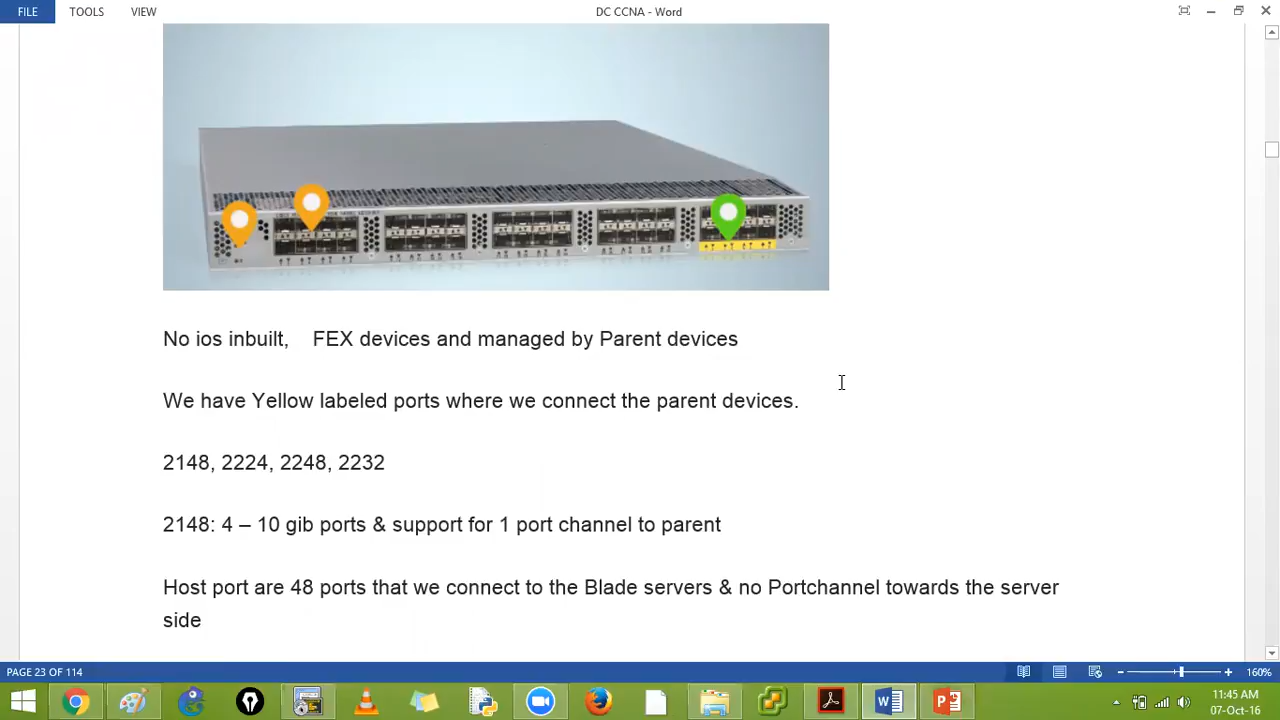 FILE TOOLS VIEW DC CCNA - Word
No ios inbuilt, FEX devices and managed by Parent devices
We have Yellow labeled ports where we connect the parent devices.
2148, 2224, 2248, 2232
2148: 4 – 10 gib ports & support for 1 port channel to parent
Host port are 48 ports that we connect to the Blade servers & no Portchannel towards the server
side
PAGE 23 OF 114 160%
11:45 AM
07-Oct-16